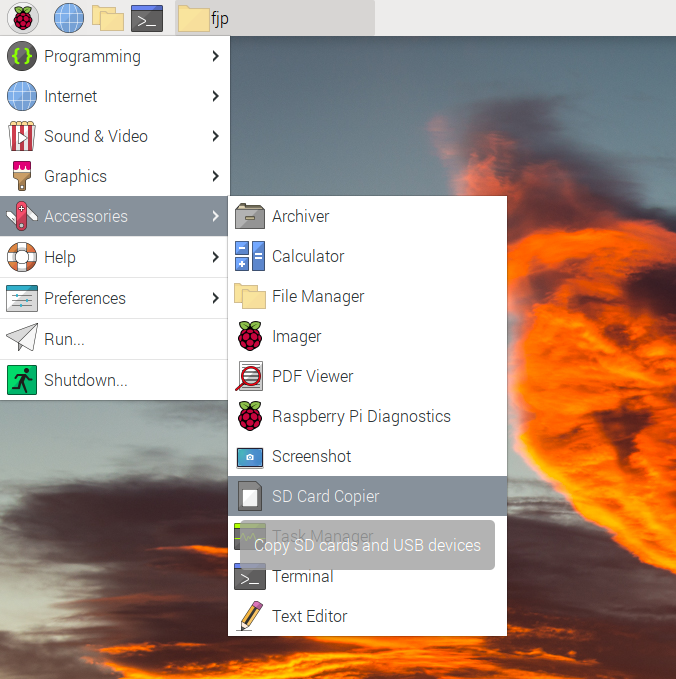 fjp
Programming
Internet
Sound & Video
Graphics
Accessories
Help
Preferences
Run...
Shutdown...
Archiver
Calculator
File Manager
Imager
PDF Viewer
Raspberry Pi Diagnostics
Screenshot
SD Card Copier
Task Manager
Copy SD cards and USB devices
Terminal
Text Editor